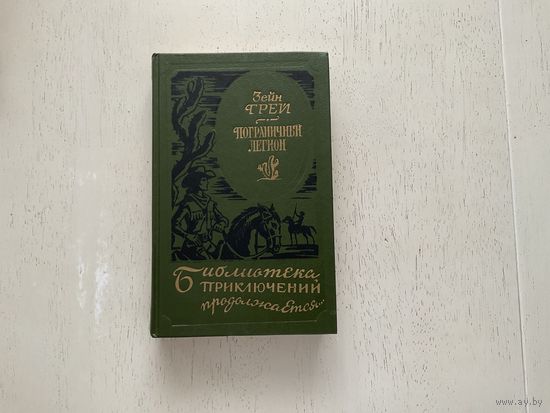 Зейн
ГРЕЙ
ПОГРАНИЧНЫЙ
ЛЕГИОН
Библиотека
ПРИКЛЮЧЕНИЙ
продолжается...
www.ay.by